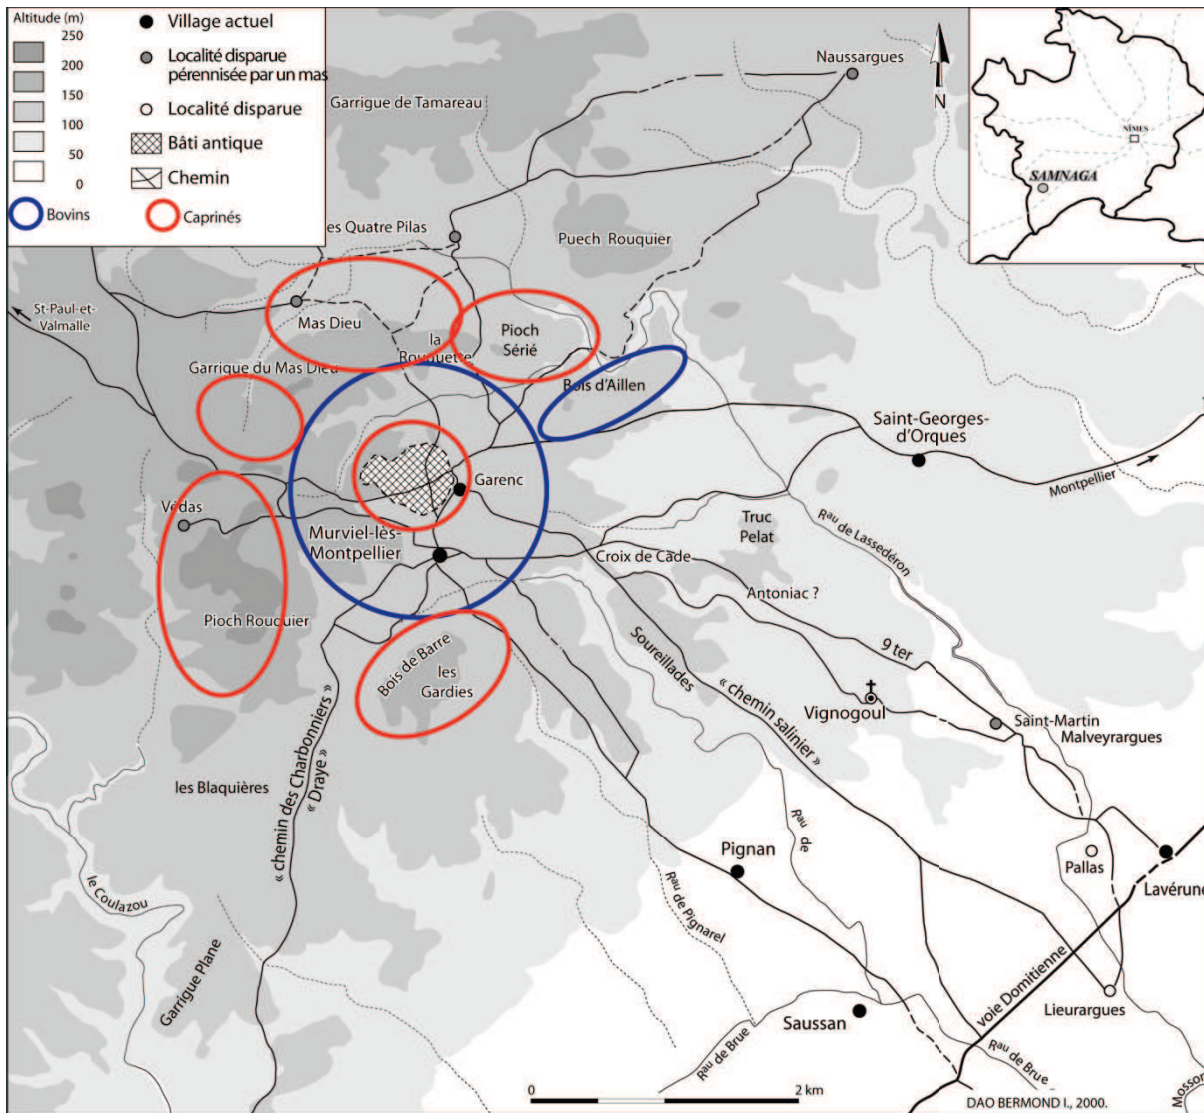 Altitude (m)
250
200
150
100
50
0
Village actuel
Localité disparue
pérennisée par un mas
Localité disparue
Bâti antique
Chemin
Bovins
Caprinés
N
NÎMES
SAMNAGA
Naussargues
Garrigue de Tamareau
es Quatre Pilas
Puech Rouquier
St-Paul-et-
Valmalle
Mas Dieu
la
Rouquette
Pioch
Sérié
Garrique du Mas Dieu
Bois d'Aillen
Saint-Georges-
d'Orques
Montpellier
Védas
Garenc
Murviel-lès-
Montpellier
Truc
Pelat
Rau de Lassedéron
Croix de Cade
Antoniac ?
Pioch Rouquier
Bois de Barre
les
Gardies
Soureillades
« chemin salinier »
9 ter
Vignogoul
Saint-Martin
Malveyrargues
les Blaquières
« chemin des Charbonniers »
« Draye »
le Coulazou
Garrigue Plane
Pignan
Rau de
Rau de Pignarel
Pallas
Lavérune
voie Domitienne
Lieurargues
Saussan
Rau de Brue
Rau de Brue
Mosson
0 2 km
DAO BERMOND I., 2000.